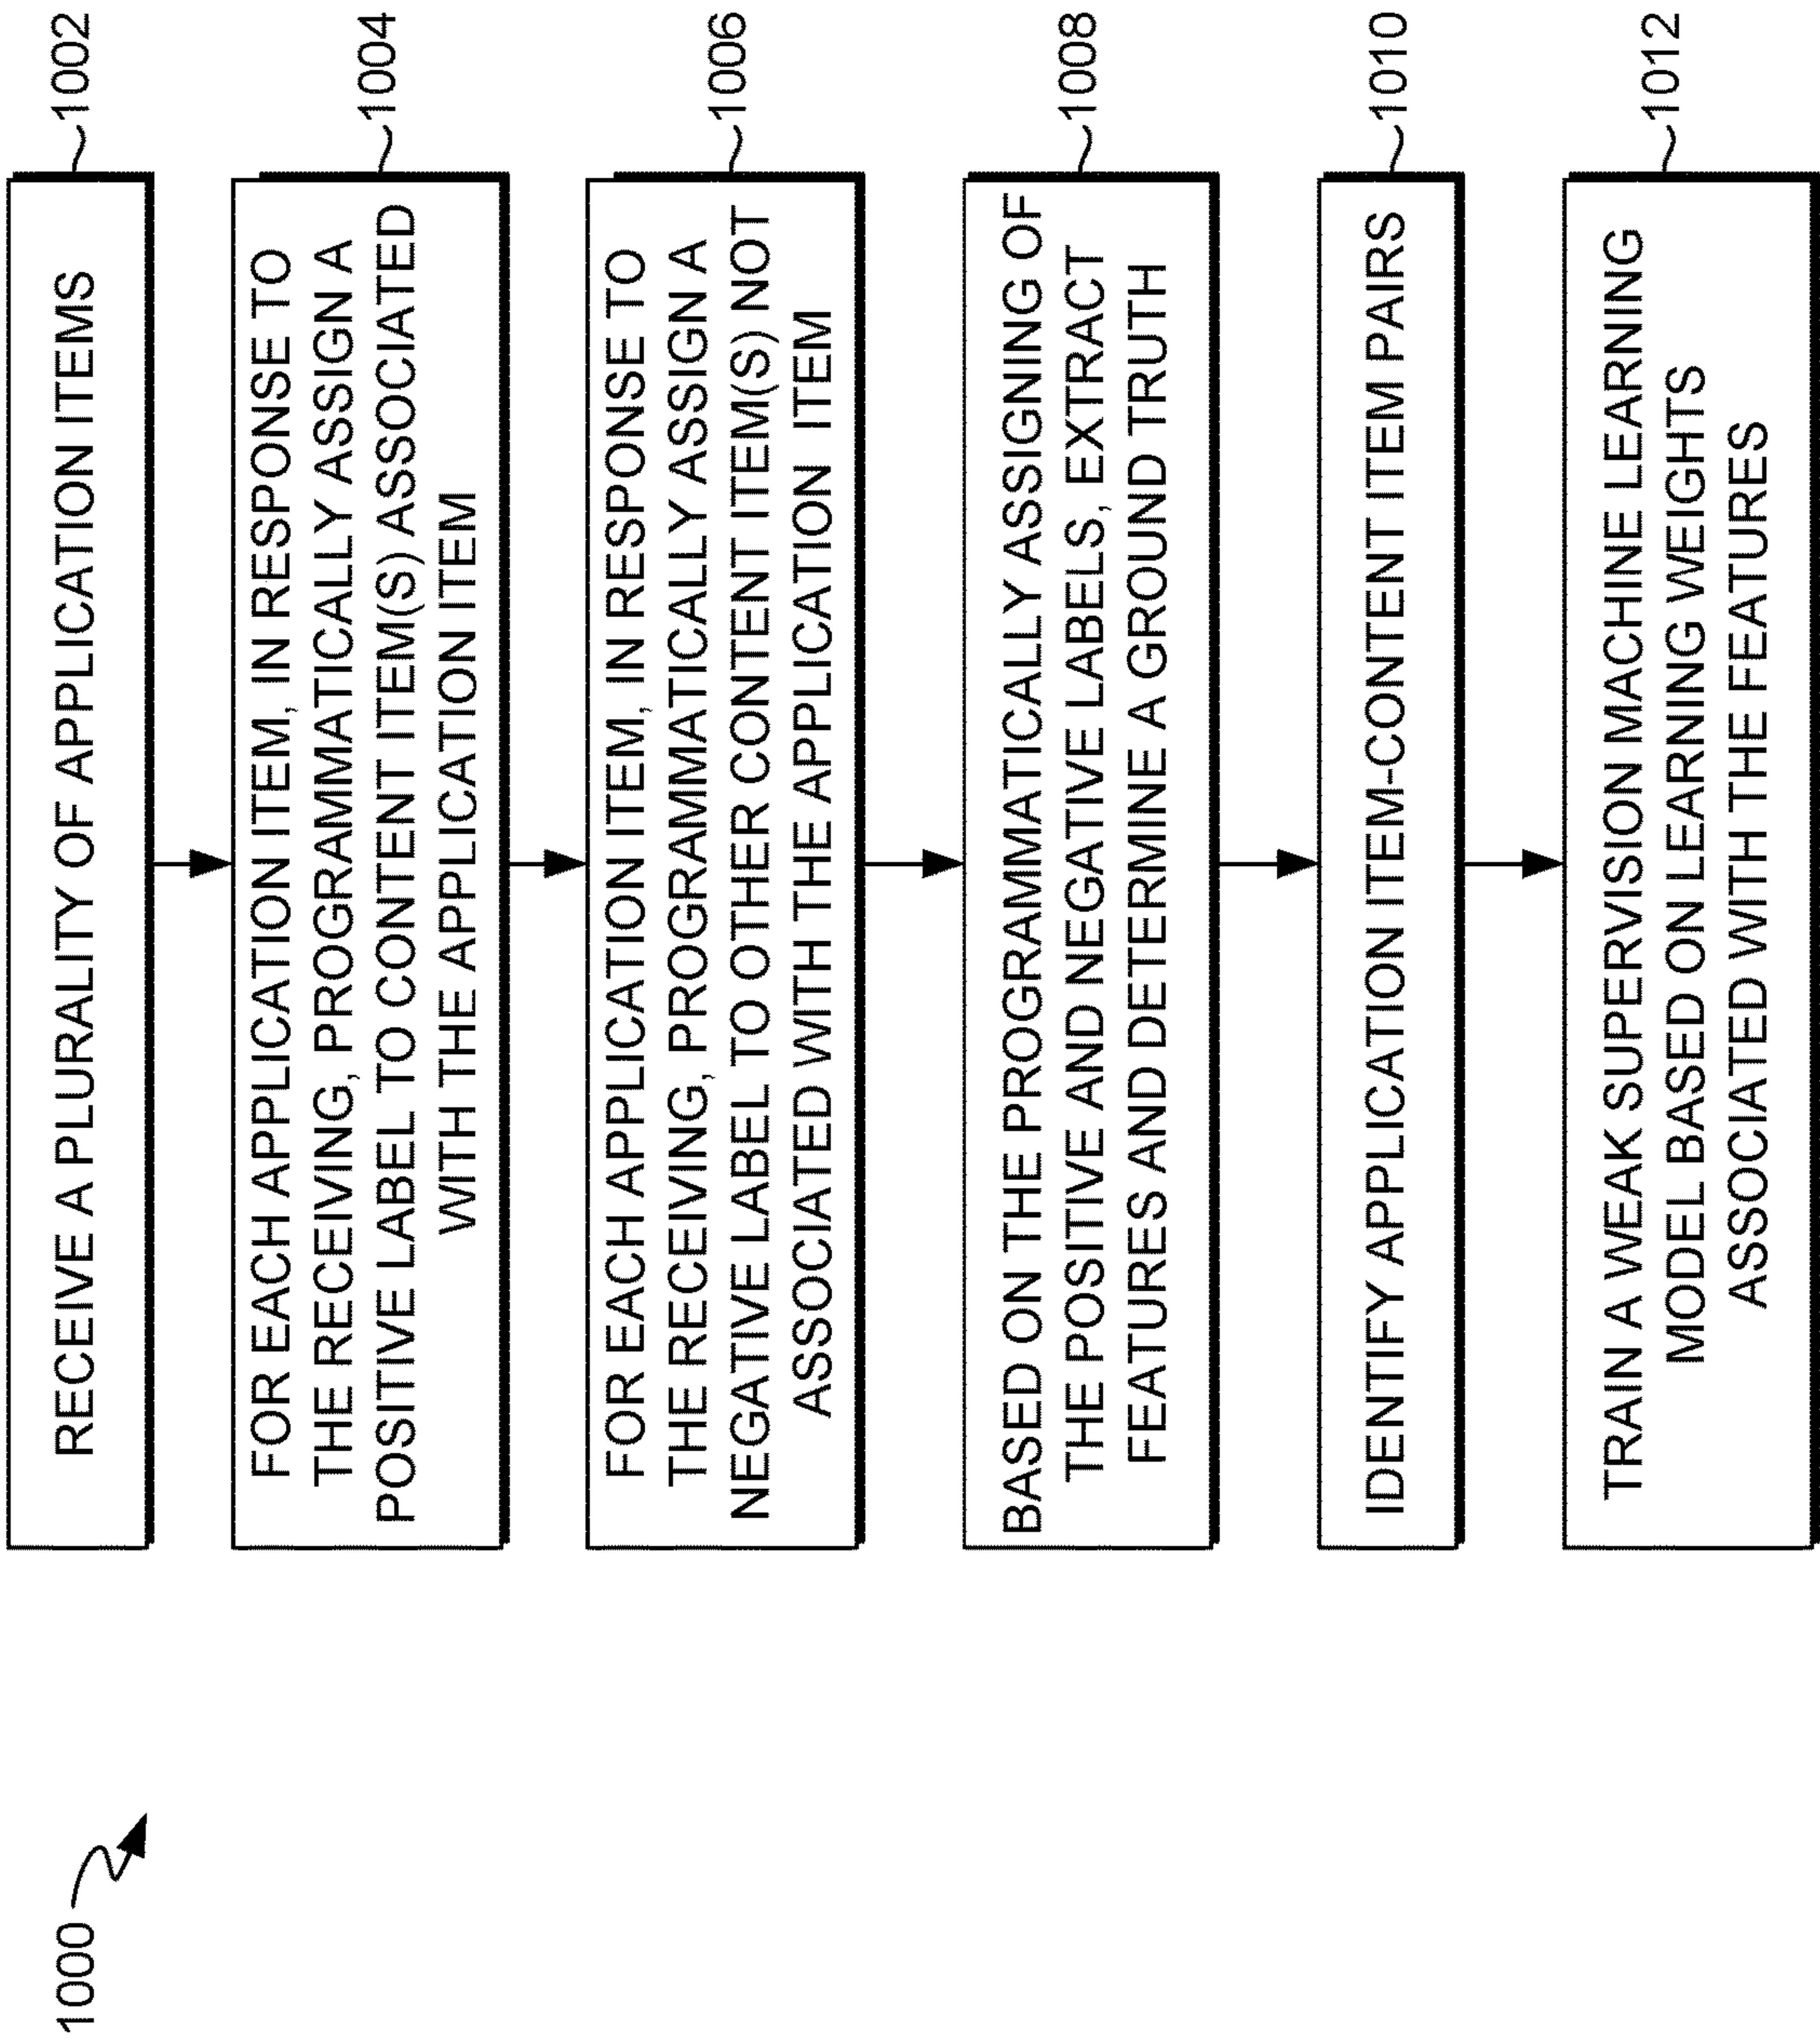 1000
RECEIVE A PLURALITY OF APPLICATION ITEMS
1002
FOR EACH APPLICATION ITEM, IN RESPONSE TO
THE RECEIVING, PROGRAMMATICALLY ASSIGN A
POSITIVE LABEL TO CONTENT ITEM(S) ASSOCIATED
WITH THE APPLICATION ITEM
1004
FOR EACH APPLICATION ITEM, IN RESPONSE TO
THE RECEIVING, PROGRAMMATICALLY ASSIGN A
NEGATIVE LABEL TO OTHER CONTENT ITEM(S) NOT
ASSOCIATED WITH THE APPLICATION ITEM
1006
BASED ON THE PROGRAMMATICALLY ASSIGNING OF
THE POSITIVE AND NEGATIVE LABELS, EXTRACT
FEATURES AND DETERMINE A GROUND TRUTH
1008
IDENTIFY APPLICATION ITEM-CONTENT ITEM PAIRS
1010
TRAIN A WEAK SUPERVISION MACHINE LEARNING
MODEL BASED ON LEARNING WEIGHTS
ASSOCIATED WITH THE FEATURES
1012